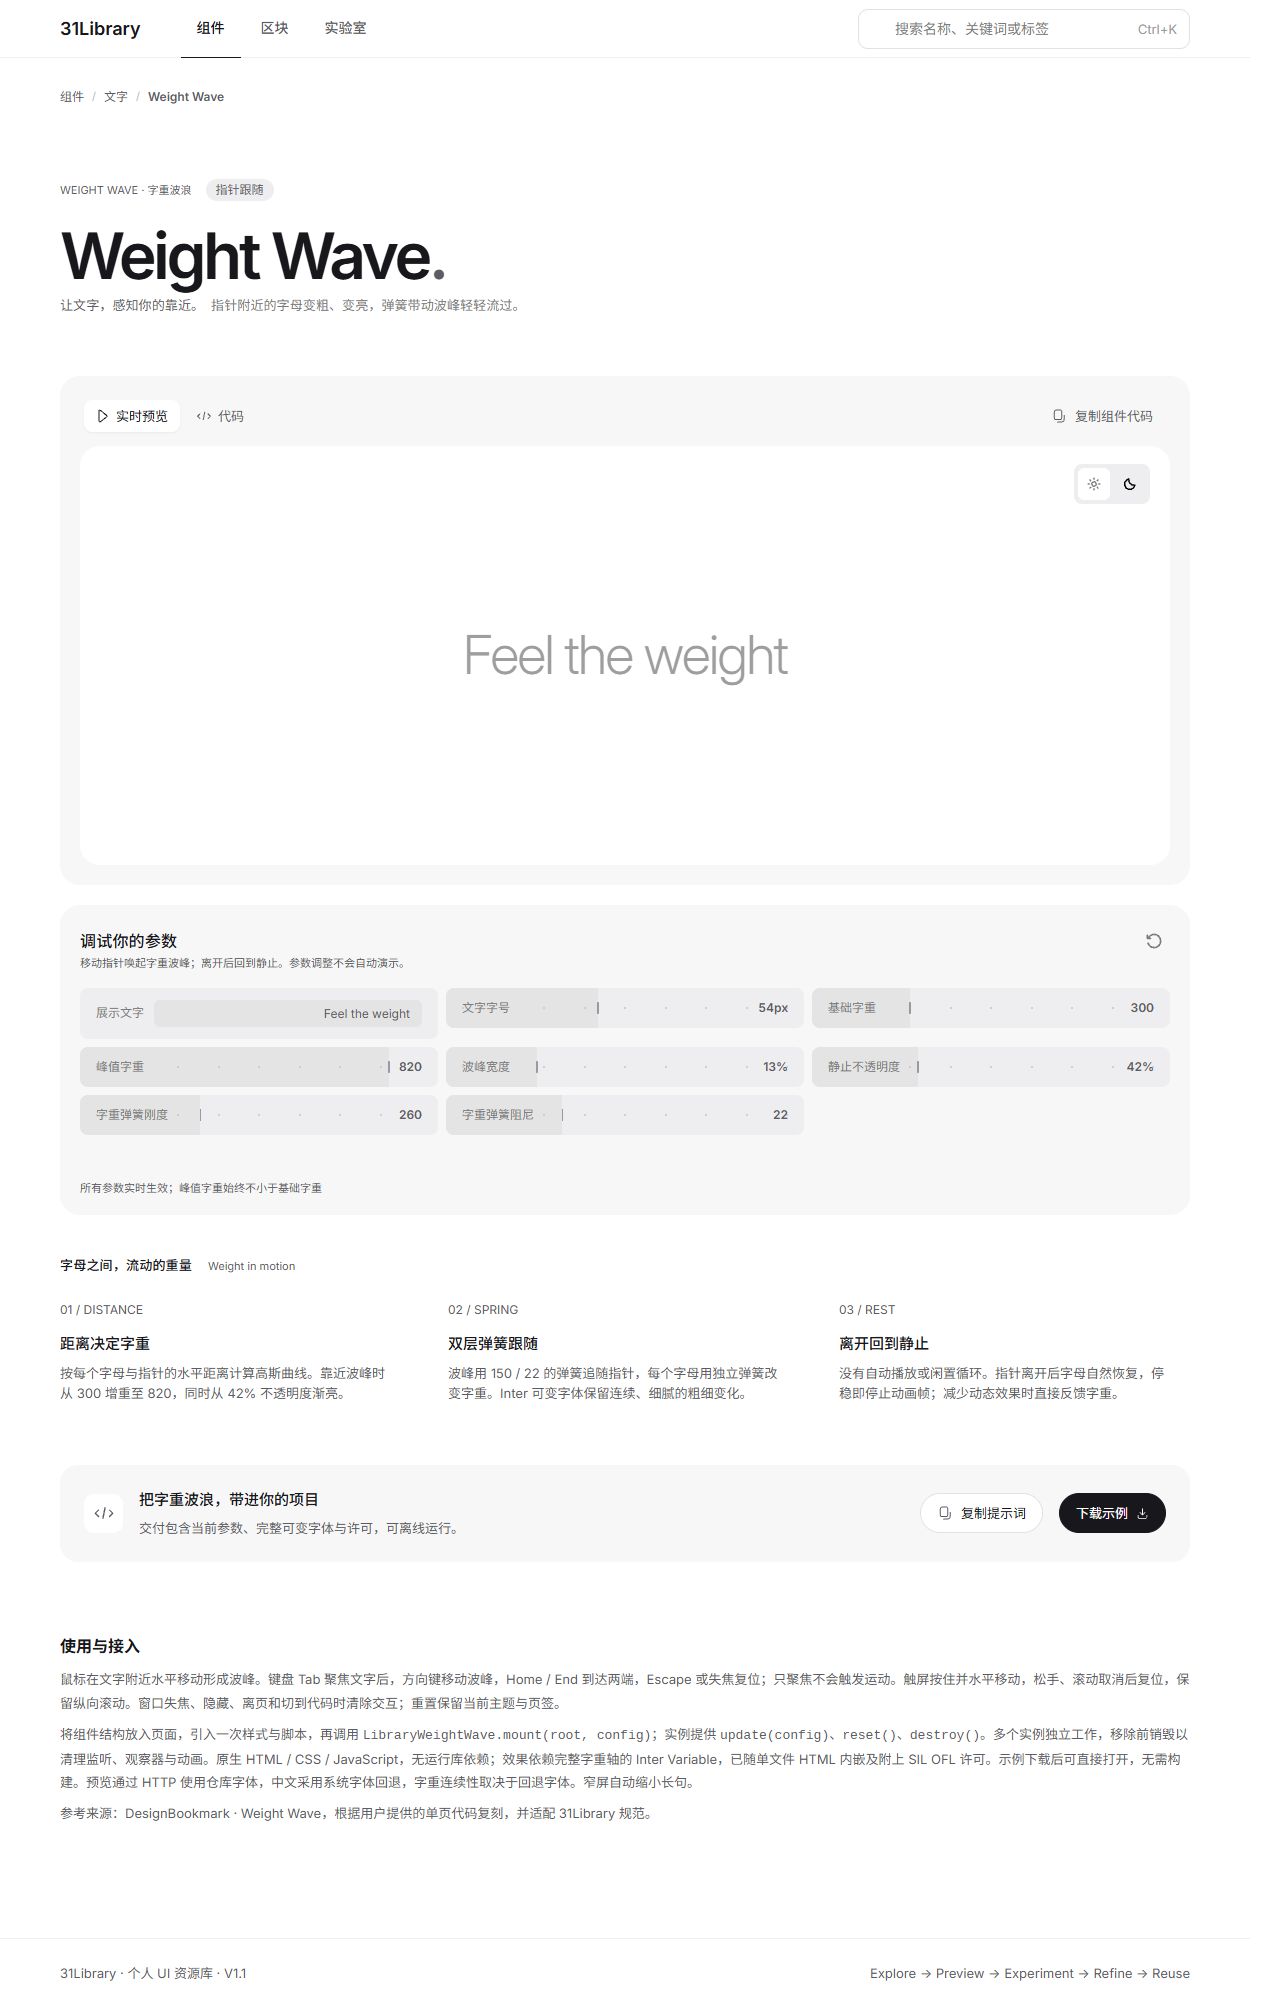 31Library
组件
区块
实验室
搜索名称、关键词或标签
Ctrl+K
组件 / 文字 / Weight Wave
WEIGHT WAVE · 字重波浪
指针跟随
Weight Wave.
让文字，感知你的靠近。 指针附近的字母变粗、变亮，弹簧带动波峰轻轻流过。
实时预览
代码
复制组件代码
Feel the weight
调试你的参数
移动指针唤起字重波峰；离开后回到静止。参数调整不会自动演示。
展示文字 Feel the weight
文字字号 54px
基础字重 300
峰值字重 820
波峰宽度 13%
静止不透明度 42%
字重弹簧刚度 260
字重弹簧阻尼 22
所有参数实时生效；峰值字重始终不小于基础字重
字母之间，流动的重量 Weight in motion
01 / DISTANCE
距离决定字重
按每个字母与指针的水平距离计算高斯曲线。靠近波峰时
从 300 增重至 820，同时从 42% 不透明度渐亮。
02 / SPRING
双层弹簧跟随
波峰用 150 / 22 的弹簧追随指针，每个字母用独立弹簧改
变字重。Inter 可变字体保留连续、细腻的粗细变化。
03 / REST
离开回到静止
没有自动播放或闲置循环。指针离开后字母自然恢复，停
稳即停止动画帧；减少动态效果时直接反馈字重。
把字重波浪，带进你的项目
交付包含当前参数、完整可变字体与许可，可离线运行。
复制提示词
下载示例
使用与接入
鼠标在文字附近水平移动形成波峰。键盘 Tab 聚焦文字后，方向键移动波峰，Home / End 到达两端，Escape 或失焦复位；只聚焦不会触发运动。触屏按住并水平移动，松手、滚动取消后复位，保
留纵向滚动。窗口失焦、隐藏、离页和切到代码时清除交互；重置保留当前主题与页签。
将组件结构放入页面，引入一次样式与脚本，再调用 LibraryWeightWave.mount(root, config)；实例提供 update(config)、reset()、destroy()。多个实例独立工作，移除前销毁以
清理监听、观察器与动画。原生 HTML / CSS / JavaScript，无运行库依赖；效果依赖完整字重轴的 Inter Variable，已随单文件 HTML 内嵌及附上 SIL OFL 许可。示例下载后可直接打开，无需构
建。预览通过 HTTP 使用仓库字体，中文采用系统字体回退，字重连续性取决于回退字体。窄屏自动缩小长句。
参考来源：DesignBookmark · Weight Wave，根据用户提供的单页代码复刻，并适配 31Library 规范。
31Library · 个人 UI 资源库 · V1.1
Explore → Preview → Experiment → Refine → Reuse